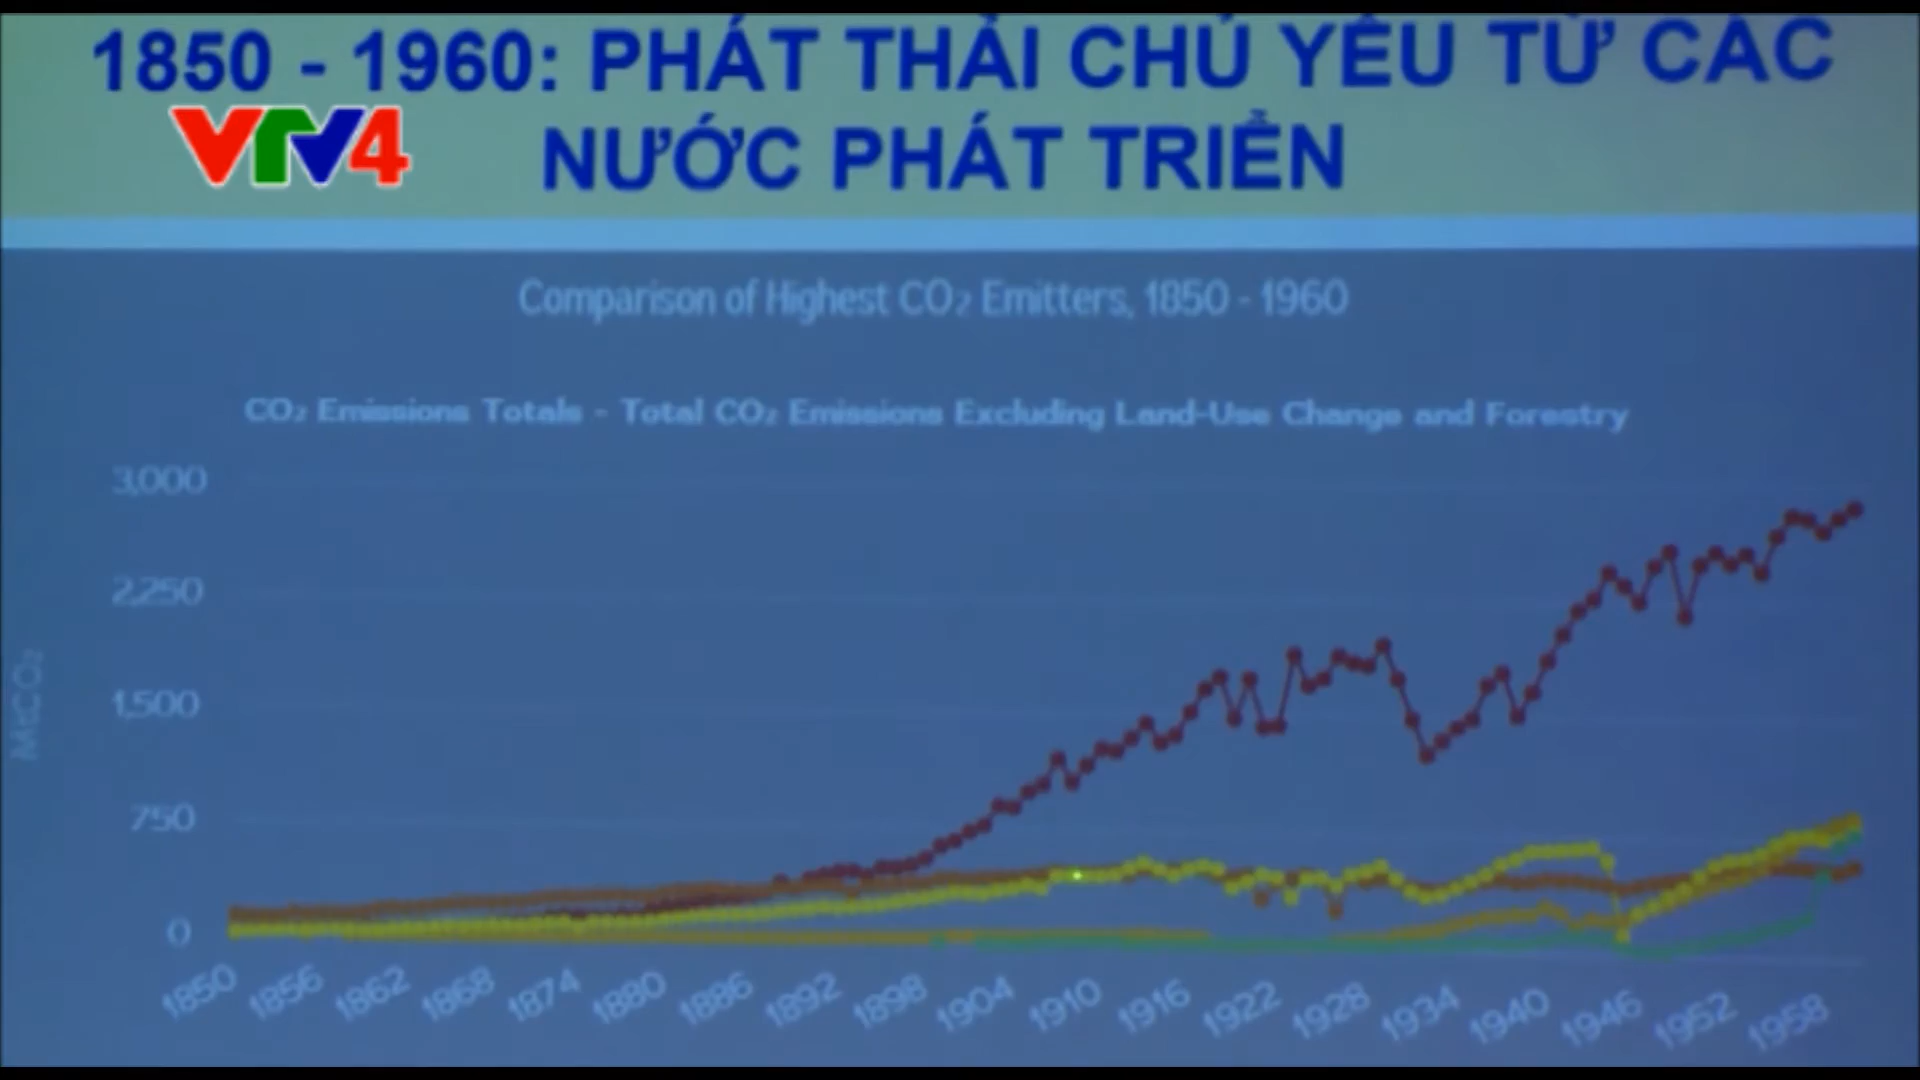 1850 - 1960: PHÁT THẢI CHỦ YẾU TỪ CÁC
VTV4
NƯỚC PHÁT TRIỂN
Comparison of Highest CO₂ Emitters, 1850 - 1960
CO₂ Emissions Totals - Total CO₂ Emissions Excluding Land-Use Change and Forestry
3,000
2,250
1,500
750
0
MtCO₂
1850 1856 1862 1868 1874 1880 1886 1892 1898 1904 1910 1916 1922 1928 1934 1940 1946 1952 1958